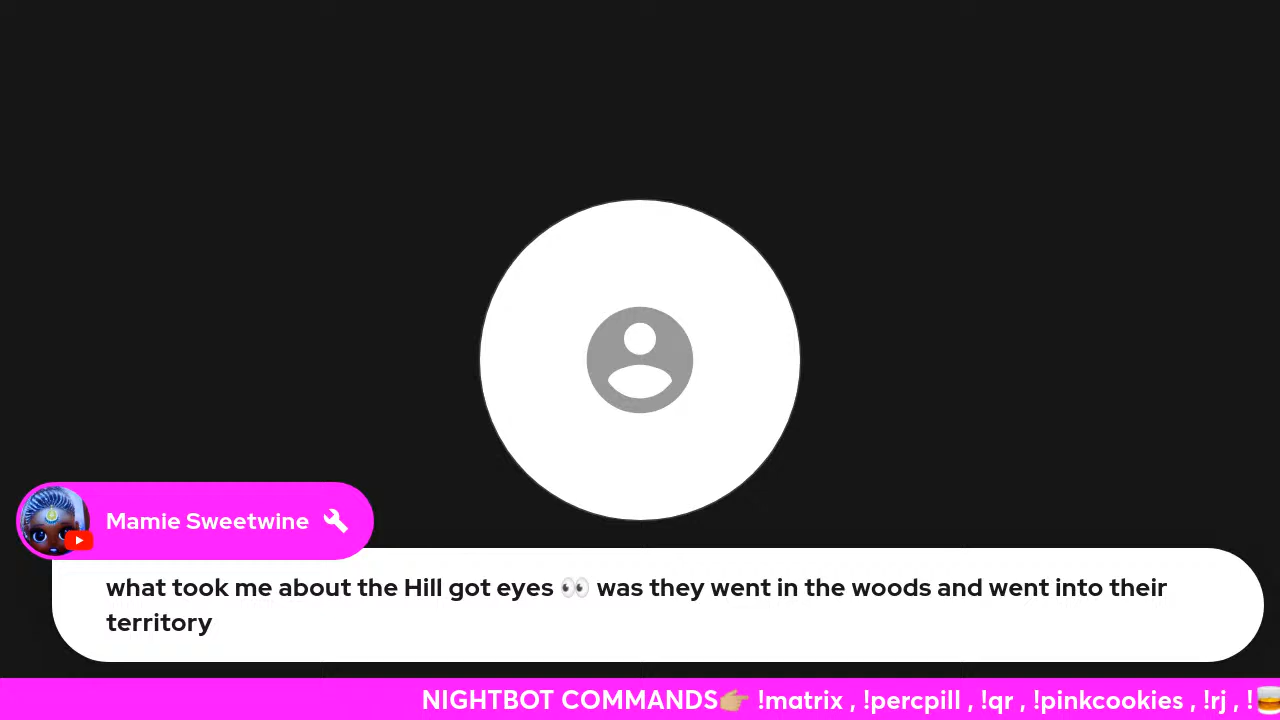 Mamie Sweetwine
what took me about the Hill got eyes 👀 was they went in the woods and went into their
territory
NIGHTBOT COMMANDS👉🏼 !matrix , !percpill , !qr , !pinkcookies , !rj , !🥃